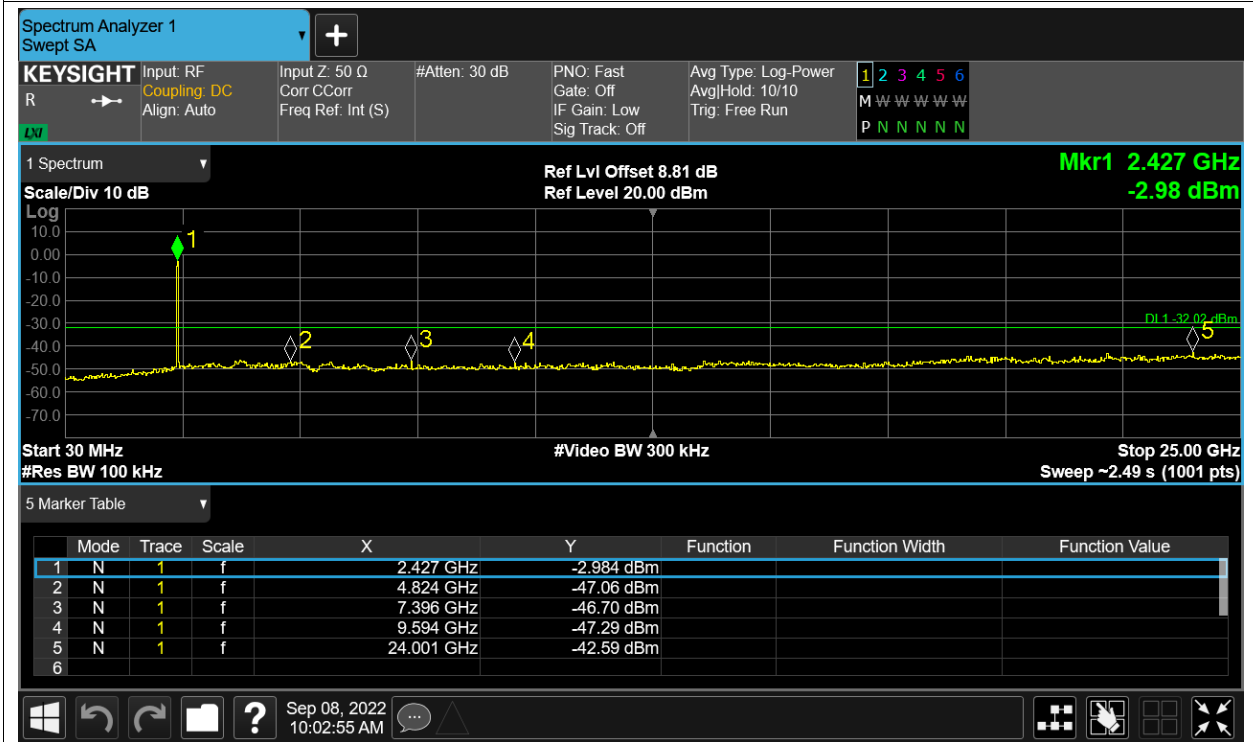 Spectrum Analyzer 1
Swept SA
KEYSIGHT
R
LXI
Input: RF
Coupling: DC
Align: Auto
Input Z: 50 Ω
Corr CCorr
Freq Ref: Int (S)
#Atten: 30 dB
PNO: Fast
Gate: Off
IF Gain: Low
Sig Track: Off
Avg Type: Log-Power
Avg|Hold: 10/10
Trig: Free Run
1 2 3 4 5 6
M W W W W W
P N N N N N
1 Spectrum
Scale/Div 10 dB
Ref Lvl Offset 8.81 dB
Ref Level 20.00 dBm
Mkr1 2.427 GHz
-2.98 dBm
Log
10.0
0.00
-10.0
-20.0
-30.0
-40.0
-50.0
-60.0
-70.0
1
2
3
4
5
DL1 -32.02 dBm
Start 30 MHz
#Res BW 100 kHz
#Video BW 300 kHz
Stop 25.00 GHz
Sweep ~2.49 s (1001 pts)
5 Marker Table
Mode Trace Scale X Y Function Function Width Function Value
1 N 1 f 2.427 GHz -2.984 dBm
2 N 1 f 4.824 GHz -47.06 dBm
3 N 1 f 7.396 GHz -46.70 dBm
4 N 1 f 9.594 GHz -47.29 dBm
5 N 1 f 24.001 GHz -42.59 dBm
6
?
Sep 08, 2022
10:02:55 AM